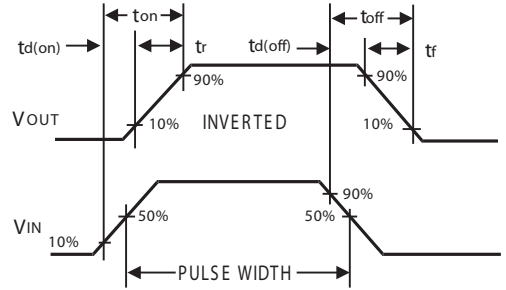 ton
toff
td(on)
tr
td(off)
tf
90%
90%
VOUT
10%
INVERTED
10%
90%
50%
50%
VIN
10%
PULSE WIDTH